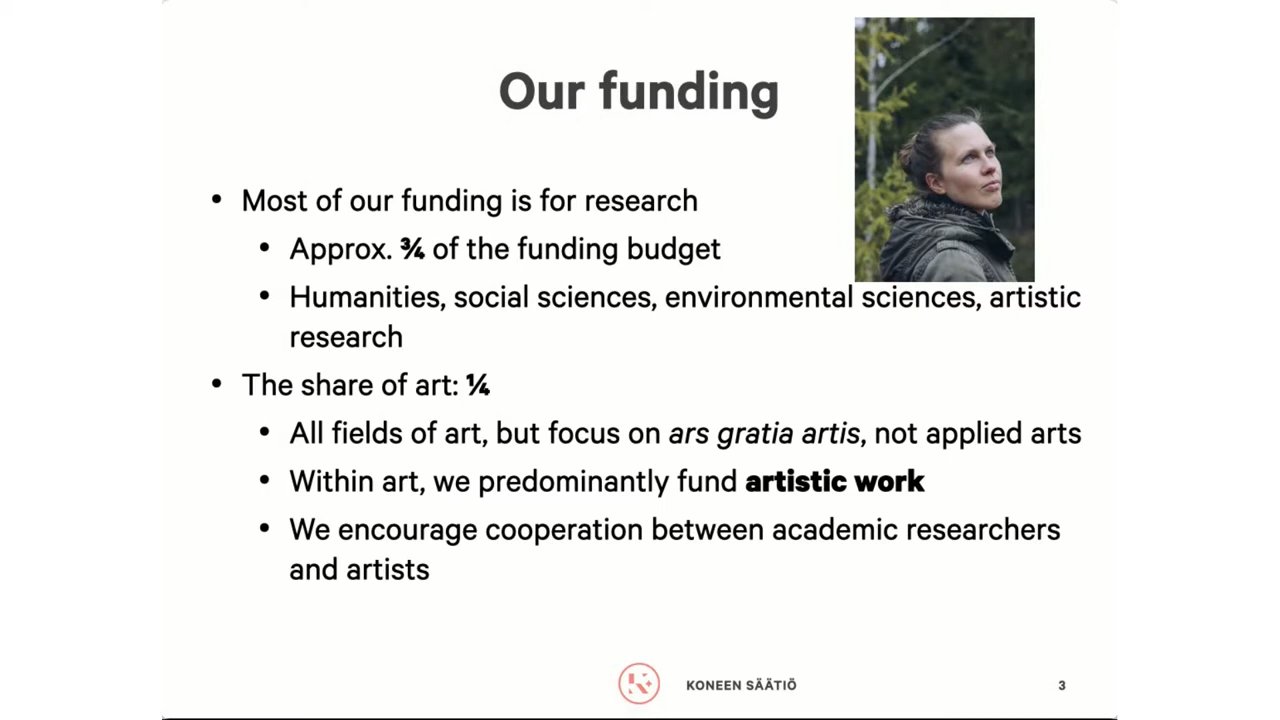 Our funding
• Most of our funding is for research
• Approx. ¾ of the funding budget
• Humanities, social sciences, environmental sciences, artistic
research
• The share of art: ¼
• All fields of art, but focus on ars gratia artis, not applied arts
• Within art, we predominantly fund artistic work
• We encourage cooperation between academic researchers
and artists
KONEEN SÄÄTIÖ
3